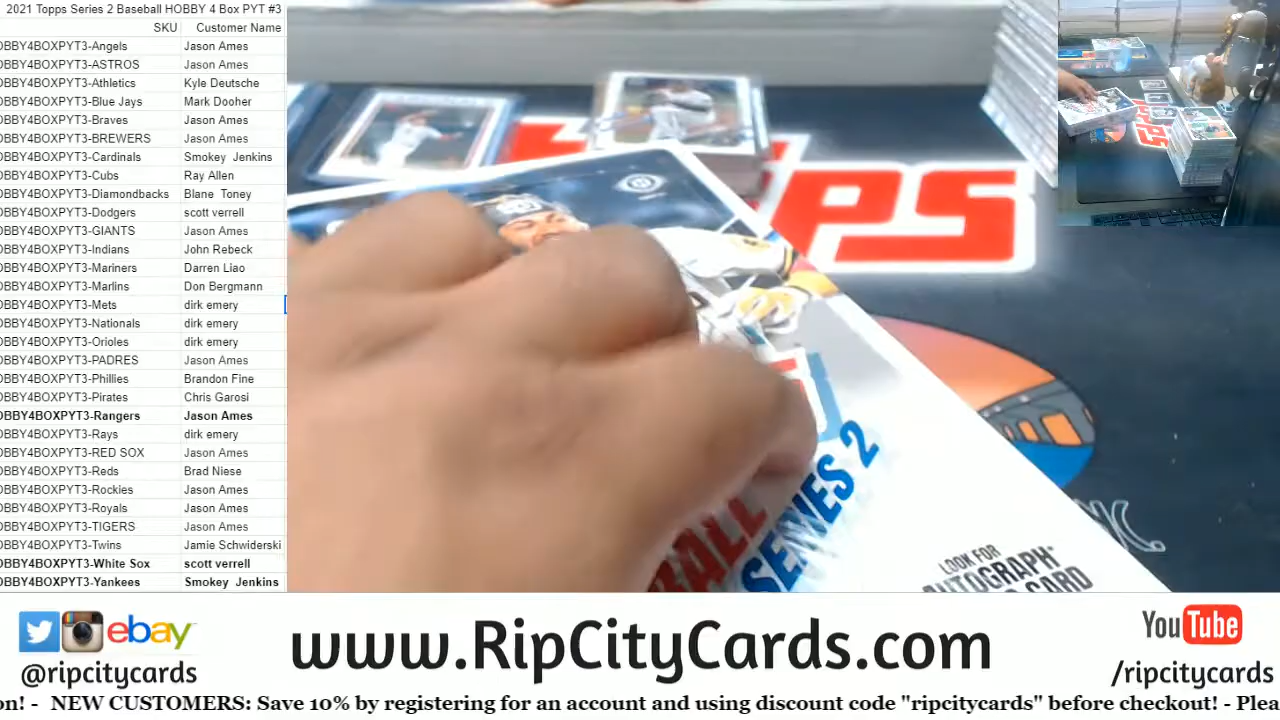 2021 Topps Series 2 Baseball HOBBY 4 Box PYT #3
SKU Customer Name
OBBY4BOXPYT3-Angels Jason Ames
OBBY4BOXPYT3-ASTROS Jason Ames
OBBY4BOXPYT3-Athletics Kyle Deutsche
OBBY4BOXPYT3-Blue Jays Mark Dooher
OBBY4BOXPYT3-Braves Jason Ames
OBBY4BOXPYT3-BREWERS Jason Ames
OBBY4BOXPYT3-Cardinals Smokey Jenkins
OBBY4BOXPYT3-Cubs Ray Allen
OBBY4BOXPYT3-Diamondbacks Blane Toney
OBBY4BOXPYT3-Dodgers scott verrell
OBBY4BOXPYT3-GIANTS Jason Ames
OBBY4BOXPYT3-Indians John Rebeck
OBBY4BOXPYT3-Mariners Darren Liao
OBBY4BOXPYT3-Marlins Don Bergmann
OBBY4BOXPYT3-Mets dirk emery
OBBY4BOXPYT3-Nationals dirk emery
OBBY4BOXPYT3-Orioles dirk emery
OBBY4BOXPYT3-PADRES Jason Ames
OBBY4BOXPYT3-Phillies Brandon Fine
OBBY4BOXPYT3-Pirates Chris Garosi
OBBY4BOXPYT3-Rangers Jason Ames
OBBY4BOXPYT3-Rays dirk emery
OBBY4BOXPYT3-RED SOX Jason Ames
OBBY4BOXPYT3-Reds Brad Niese
OBBY4BOXPYT3-Rockies Jason Ames
OBBY4BOXPYT3-Royals Jason Ames
OBBY4BOXPYT3-TIGERS Jason Ames
OBBY4BOXPYT3-Twins Jamie Schwiderski
OBBY4BOXPYT3-White Sox scott verrell
OBBY4BOXPYT3-Yankees Smokey Jenkins
PS
BALL
SERIES 2
LOOK FOR
AUTOGRAPH
CARD
ebay
@ripcitycards
www.RipCityCards.com
YouTube
/ripcitycards
on! - NEW CUSTOMERS: Save 10% by registering for an account and using discount code "ripcitycards" before checkout! - Plea